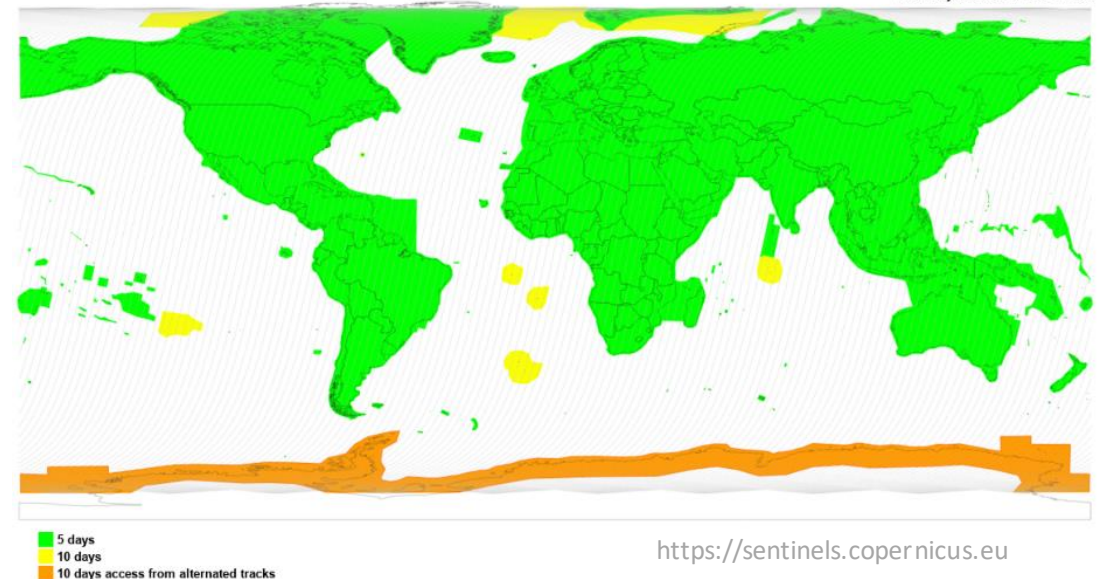 5 days
10 days
10 days access from alternated tracks
https://sentinels.copernicus.eu